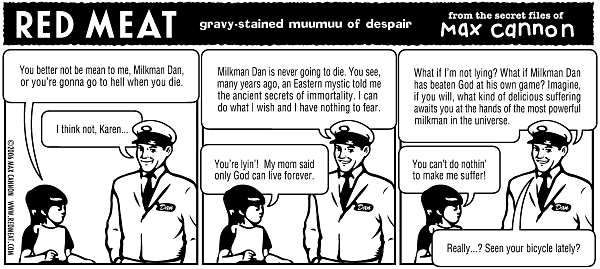 RED MEAT
gravy-stained muumuu of despair
from the secret files of
Max cannon
You better not be mean to me, Milkman Dan,
or you're gonna go to hell when you die.
I think not, Karen...
Dan
©2006 MAX CANNON WWW.REDMEAT.COM
Milkman Dan is never going to die. You see,
many years ago, an Eastern mystic told me
the ancient secrets of immortality. I can
do what I wish and I have nothing to fear.
You're lyin'! My mom said
only God can live forever.
Dan
What if I'm not lying? What if Milkman Dan
has beaten God at his own game? Imagine,
if you will, what kind of delicious suffering
awaits you at the hands of the most powerful
milkman in the universe.
You can't do nothin'
to make me suffer!
Dan
Really...? Seen your bicycle lately?